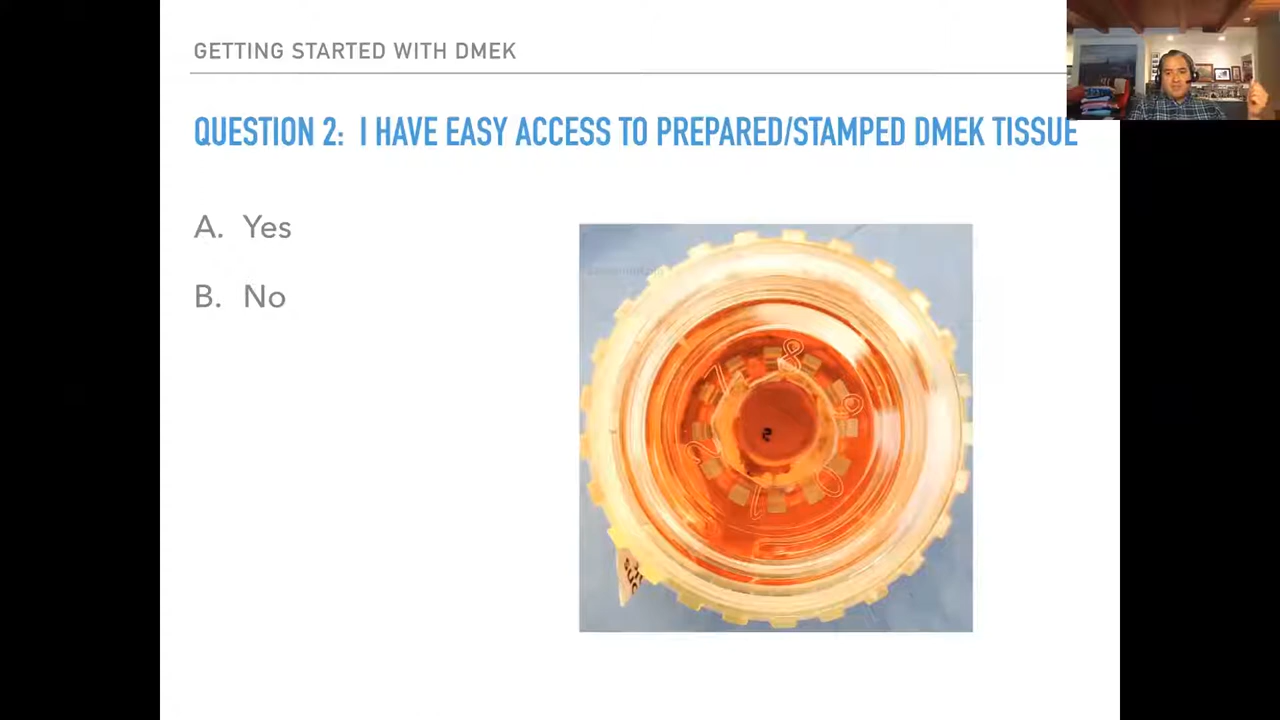 GETTING STARTED WITH DMEK
QUESTION 2: I HAVE EASY ACCESS TO PREPARED/STAMPED DMEK TISSUE
A. Yes
B. No